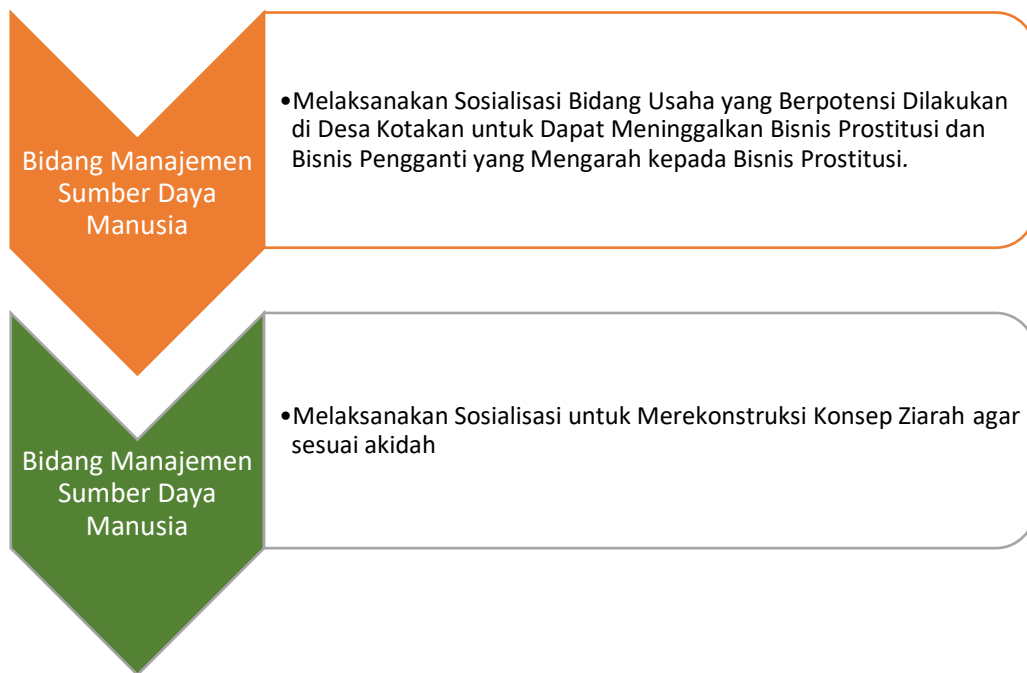 Bidang Manajemen
Sumber Daya
Manusia
•Melaksanakan Sosialisasi Bidang Usaha yang Berpotensi Dilakukan
di Desa Kotakan untuk Dapat Meninggalkan Bisnis Prostitusi dan
Bisnis Pengganti yang Mengarah kepada Bisnis Prostitusi.
Bidang Manajemen
Sumber Daya
Manusia
•Melaksanakan Sosialisasi untuk Merekonstruksi Konsep Ziarah agar
sesuai akidah